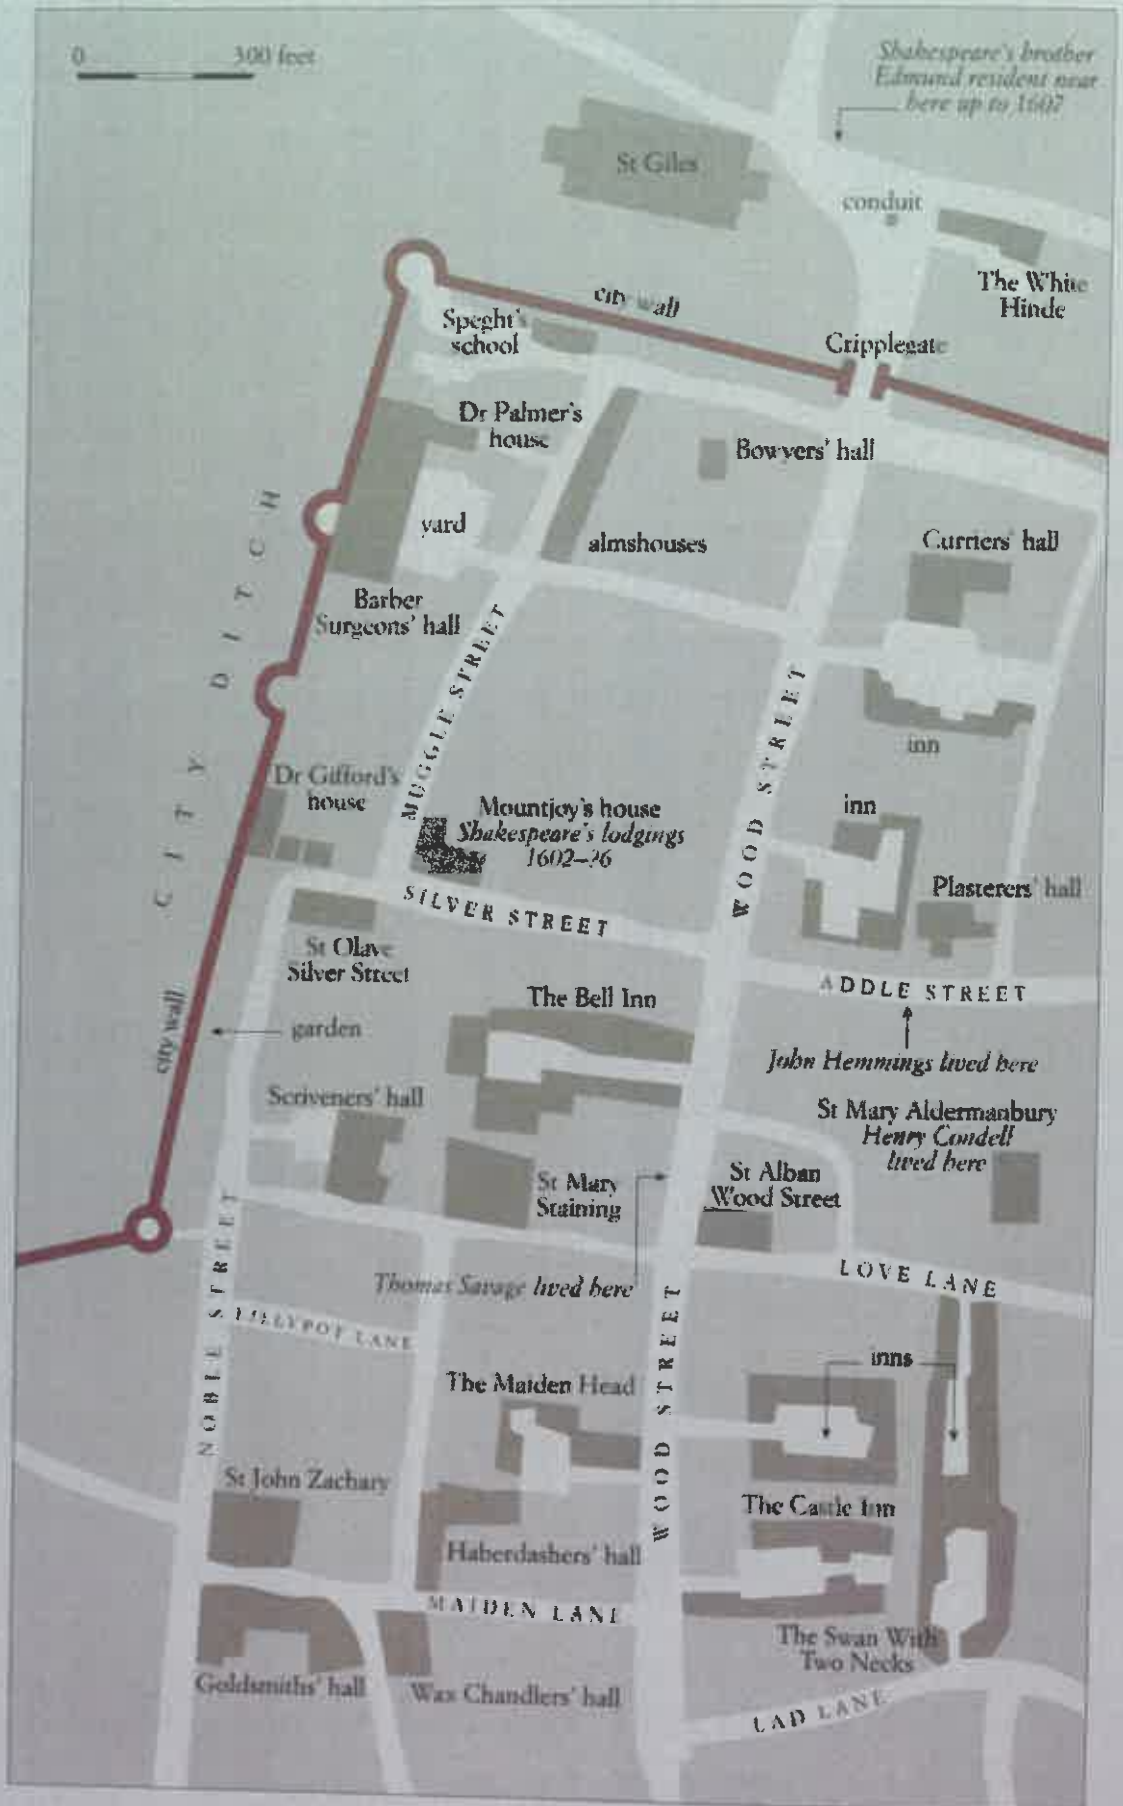 0 300 feet
Shakespeare's brother
Edmund resident near
here up to 1607
St Giles
conduit
The White
Hinde
city wall
Speght's
school
Cripplegate
Dr Palmer's
house
Bowyers' hall
yard
almshouses
Curriers' hall
CITY DITCH
Barber
Surgeons' hall
MUGGLE STREET
WOOD STREET
inn
Dr Gifford's
house
Mountjoy's house
Shakespeare's lodgings
1602–?6
inn
Plasterers' hall
SILVER STREET
St Olave
Silver Street
ADDLE STREET
The Bell Inn
city wall
garden
John Hemmings lived here
Scriveners' hall
St Mary Aldermanbury
Henry Condell
lived here
St Mary
Staining
St Alban
Wood Street
Thomas Savage lived here
LOVE LANE
NOBLE STREET
LILLYPOT LANE
inns
The Maiden Head
WOOD STREET
St John Zachary
The Castle Inn
Haberdashers' hall
MAIDEN LANE
The Swan With
Two Necks
Goldsmiths' hall
Wax Chandlers' hall
LAD LANE